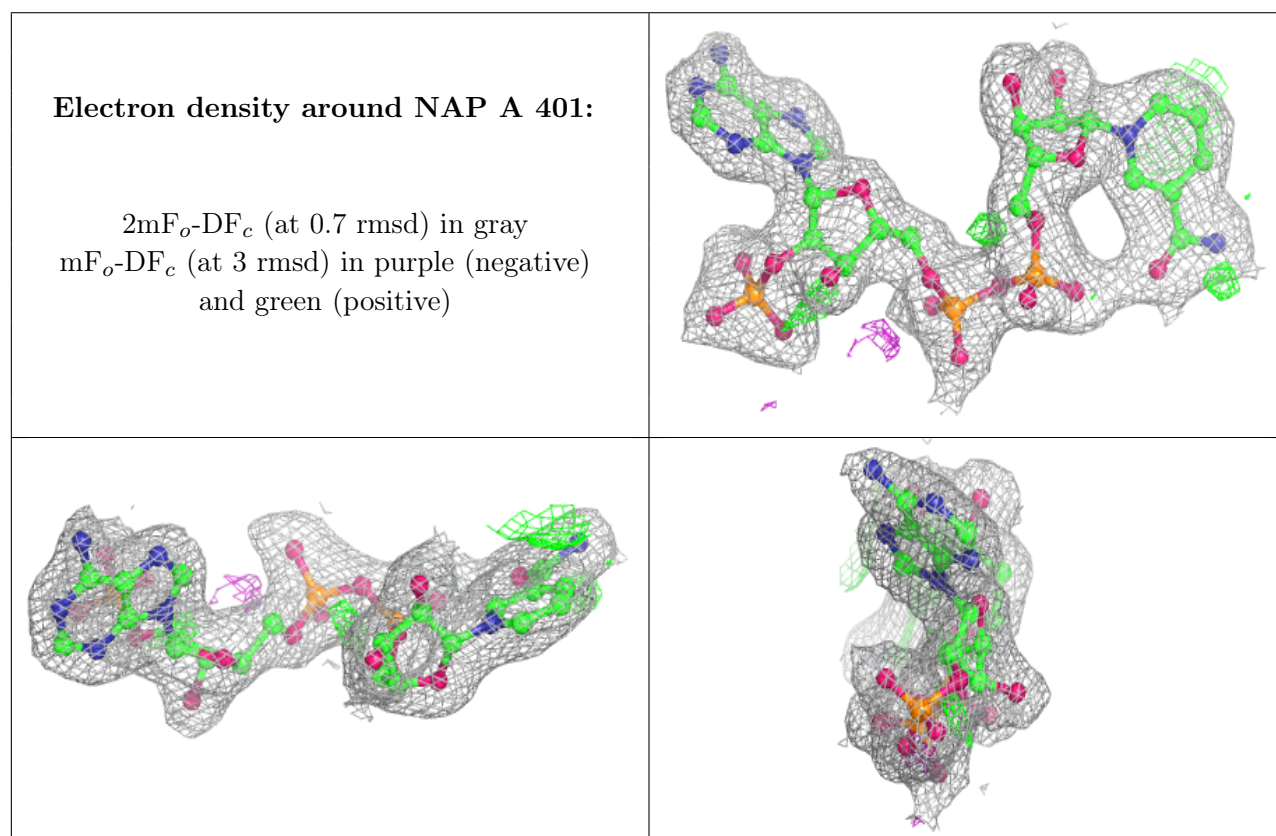 Electron density around NAP A 401:
2mFo-DFc (at 0.7 rmsd) in gray
mFo-DFc (at 3 rmsd) in purple (negative)
and green (positive)